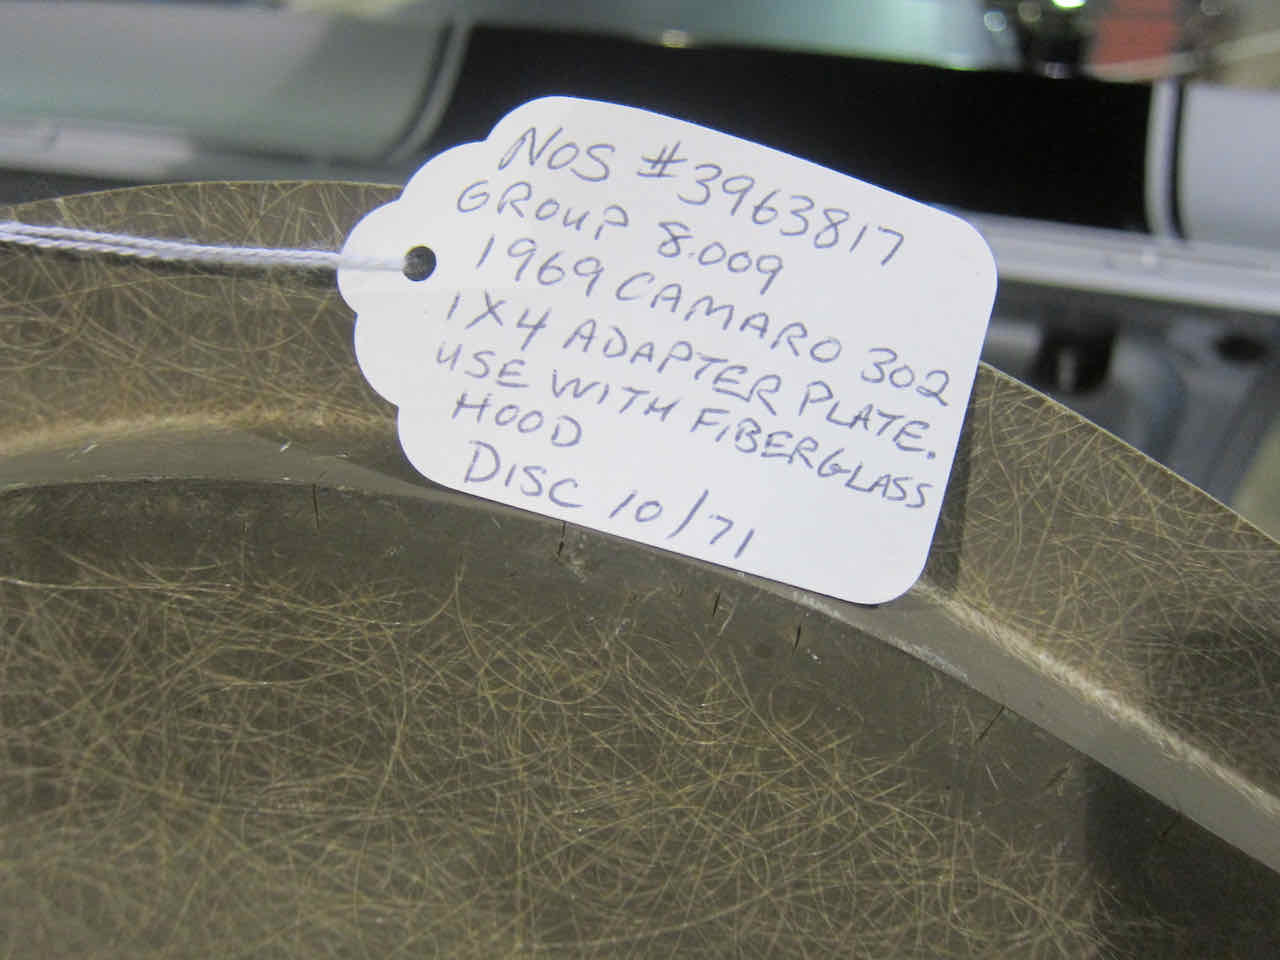 NOS #3963817
GROUP 8.009
1969 CAMARO 302
1X4 ADAPTER PLATE.
USE WITH FIBERGLASS
HOOD
DISC 10/71